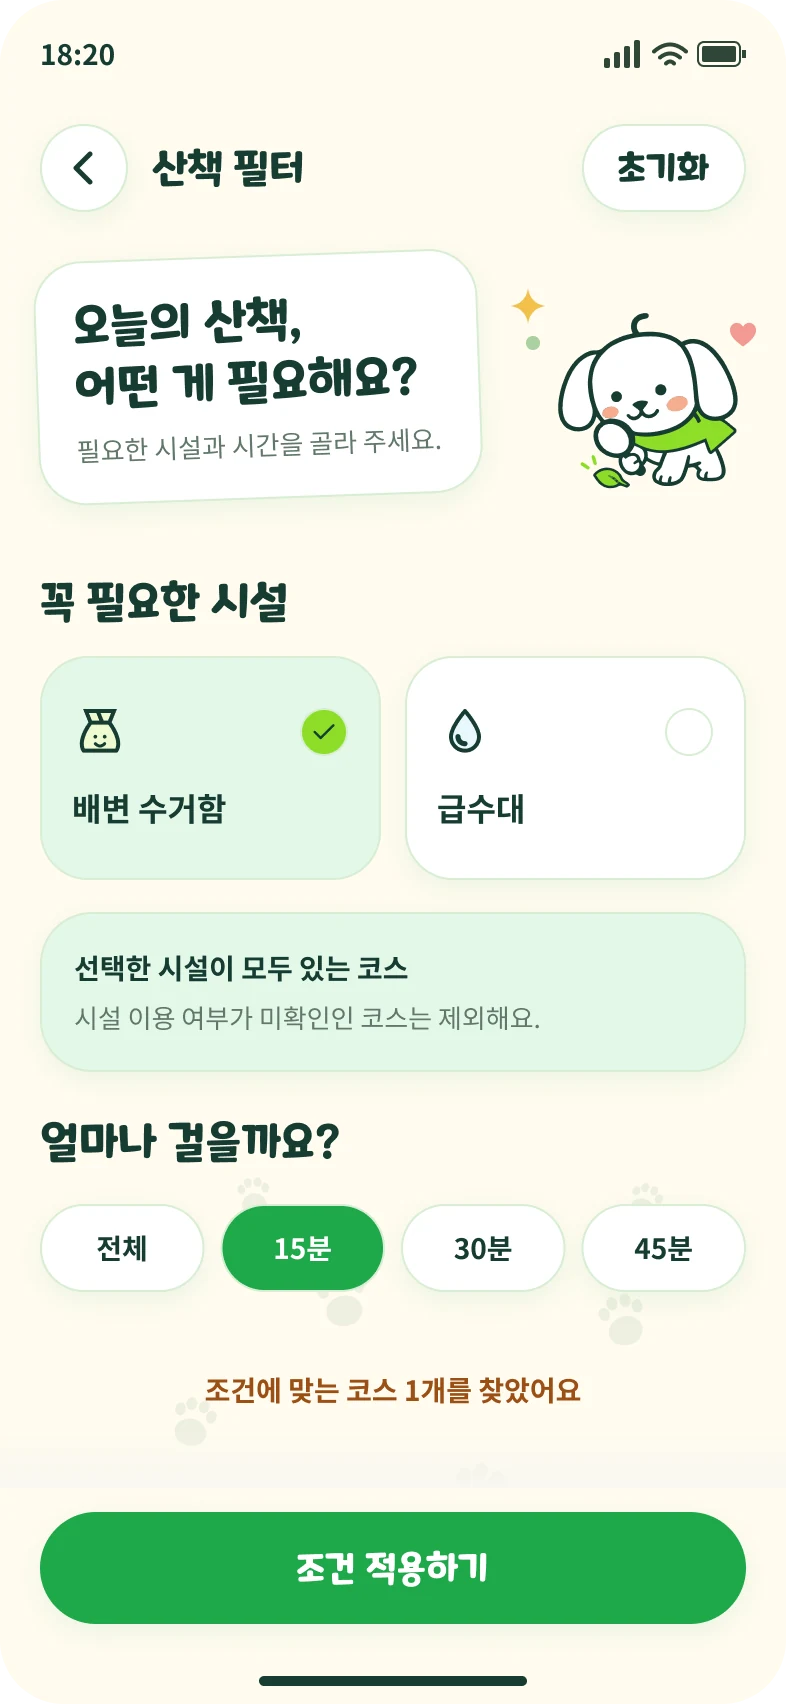 18:20
산책 필터
초기화
오늘의 산책,
어떤 게 필요해요?
필요한 시설과 시간을 골라 주세요.
꼭 필요한 시설
배변 수거함
급수대
선택한 시설이 모두 있는 코스
시설 이용 여부가 미확인인 코스는 제외해요.
얼마나 걸을까요?
전체
15분
30분
45분
조건에 맞는 코스 1개를 찾았어요
조건 적용하기